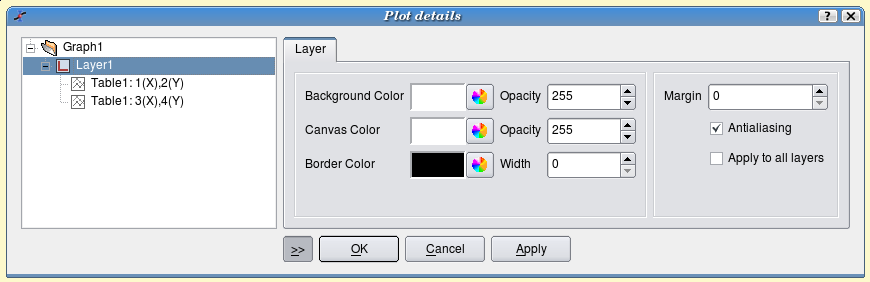 Plot details
Graph1
Layer1
Table1: 1(X),2(Y)
Table1: 3(X),4(Y)
Layer
Background Color Opacity 255
Canvas Color Opacity 255
Border Color Width 0
Margin 0
Antialiasing
Apply to all layers
>> OK Cancel Apply